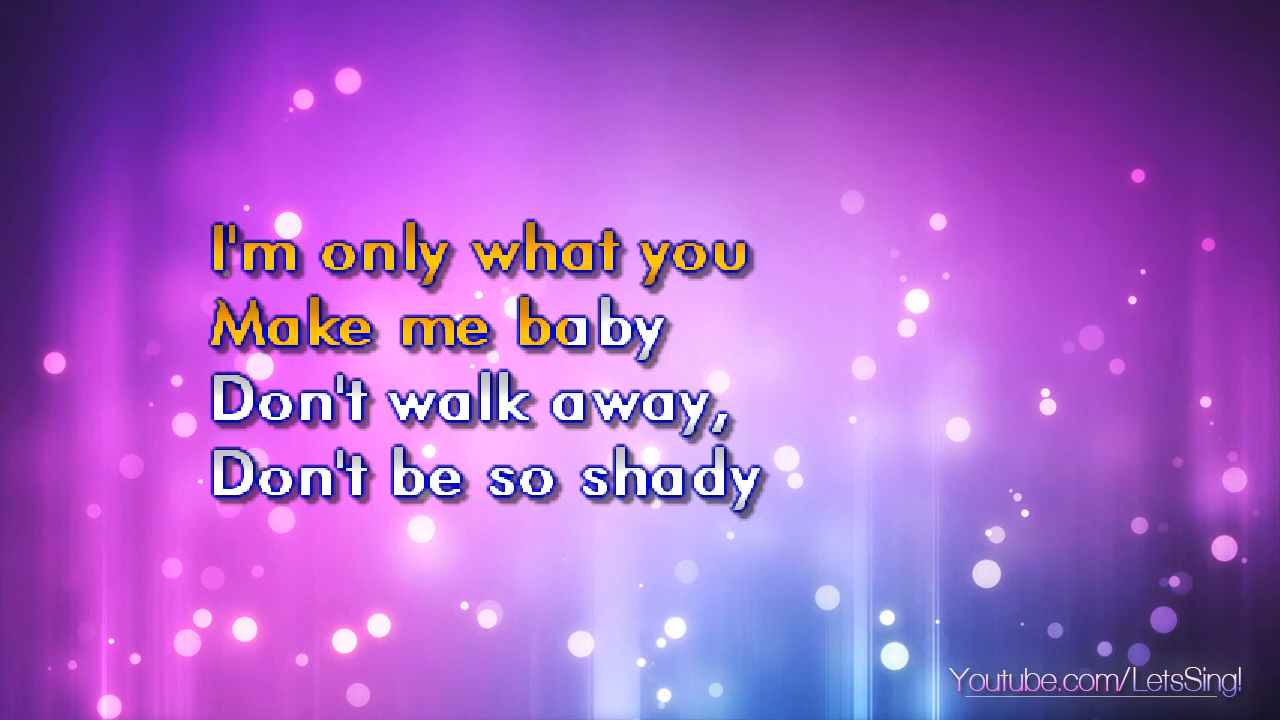 I'm only what you
Make me baby
Don't walk away,
Don't be so shady
Youtube.com/LetsSing!